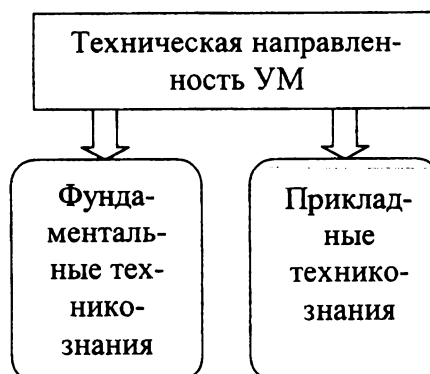 Техническая направлен-
ность УМ
Фунда-
менталь-
ные тех-
нико-
знания
Приклад-
ные
технико-
знания